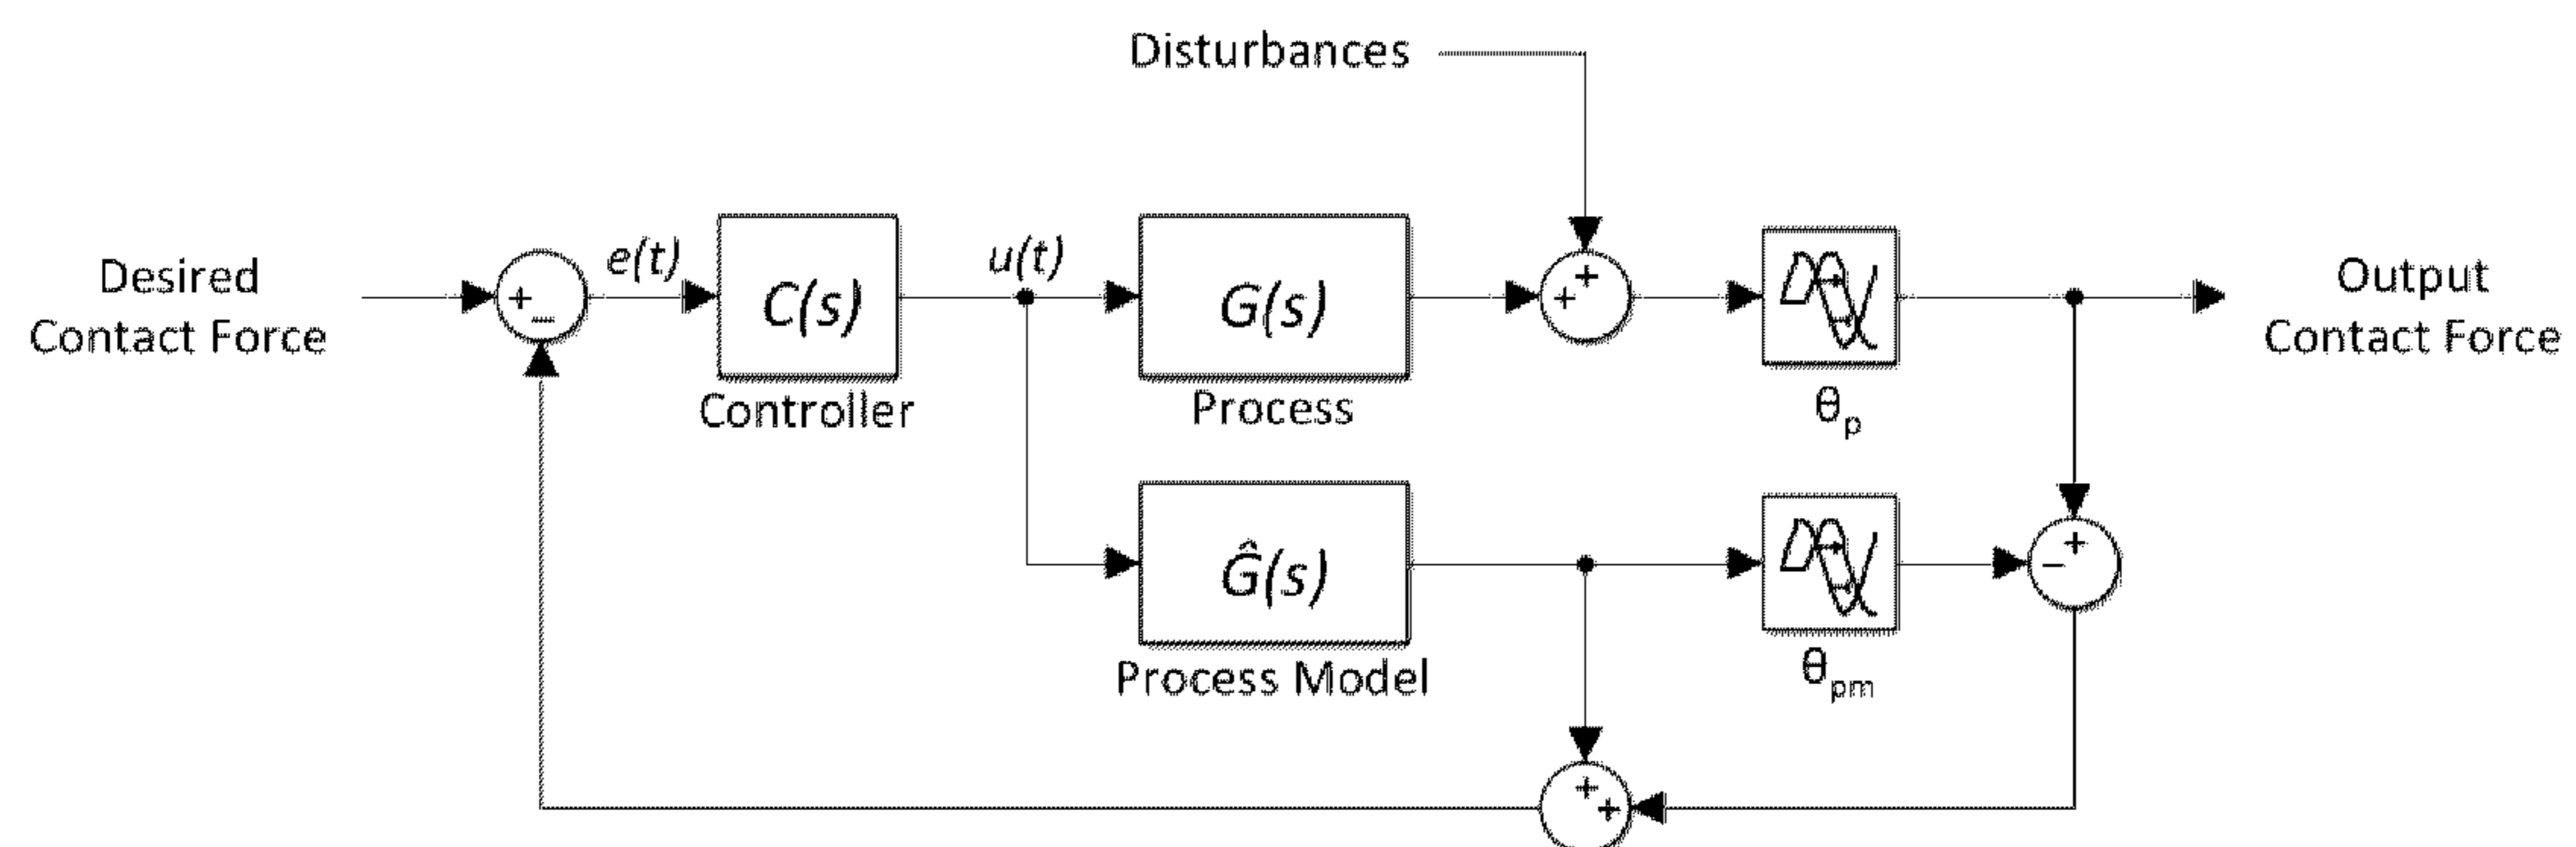 Disturbances
Desired
Contact Force
+
−
e(t)
C(s)
Controller
u(t)
G(s)
Process
+
+
θp
Output
Contact Force
Ĝ(s)
Process Model
θpm
+
−
+
+